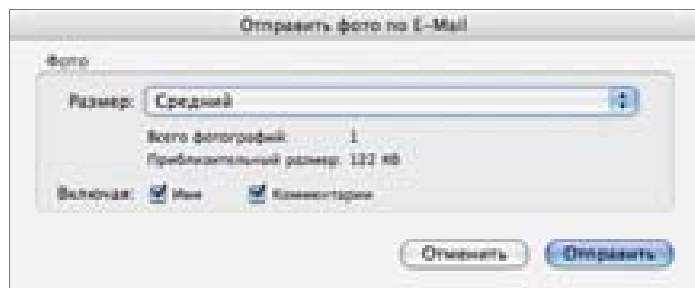 Отправить фото по E-Mail
Фото
Размер: Средний
Всего фотографий: 1
Приблизительный размер: 122 Кб
Включая: Имя Комментарии
Отменить Отправить